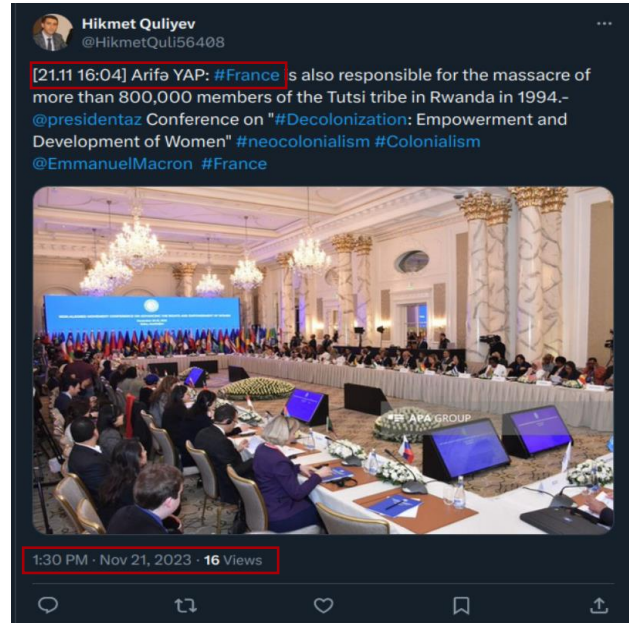 Hikmet Quliyev
@HikmetQuli56408
[21.11 16:04] Arifə YAP: #France is also responsible for the massacre of
more than 800,000 members of the Tutsi tribe in Rwanda in 1994.-
@presidentaz Conference on "#Decolonization: Empowerment and
Development of Women" #neocolonialism #Colonialism
@EmmanuelMacron #France
APA GROUP
1:30 PM · Nov 21, 2023 · 16 Views